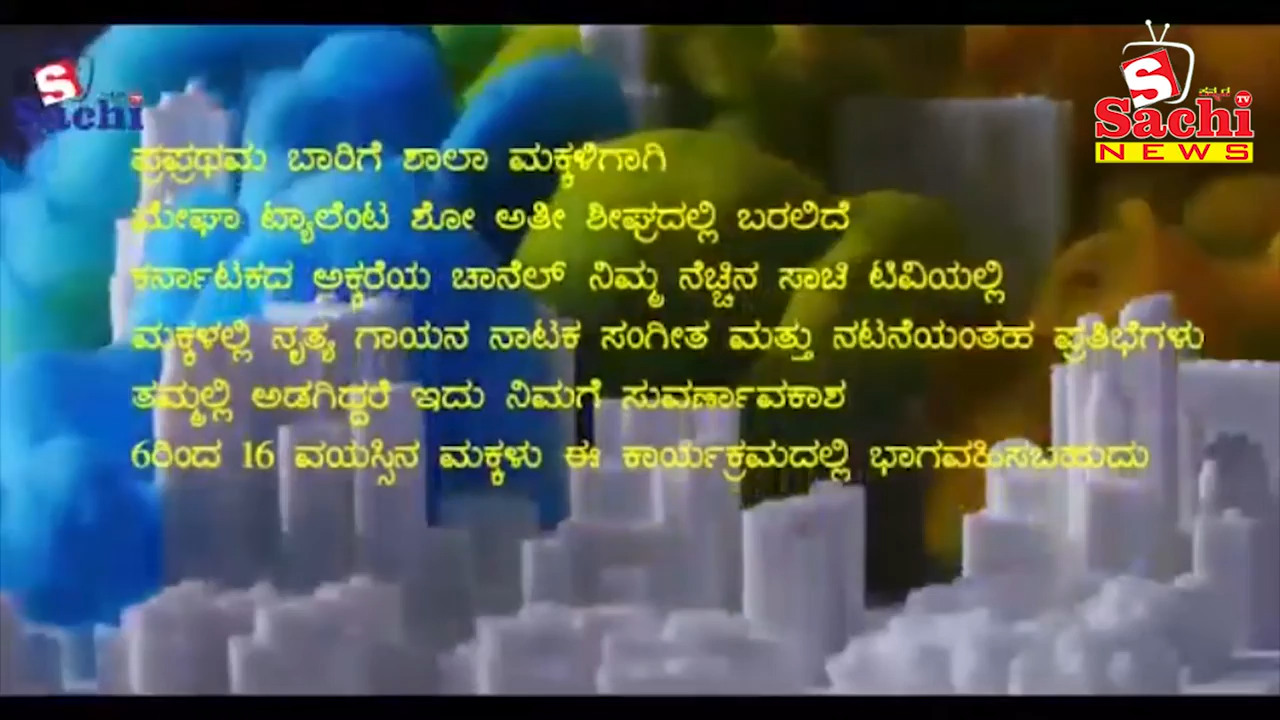 Sachi
TV
NEWS
Sachi
ಪ್ರಪ್ರಥಮ ಬಾರಿಗೆ ಶಾಲಾ ಮಕ್ಕಳಿಗಾಗಿ
ಮೇಘಾ ಟ್ಯಾಲೆಂಟ ಶೋ ಅತೀ ಶೀಘ್ರದಲ್ಲಿ ಬರಲಿದೆ
ಕರ್ನಾಟಕದ ಅಕ್ಕರೆಯ ಚಾನೆಲ್ ನಿಮ್ಮ ನೆಚ್ಚಿನ ಸಾಚಿ ಟಿವಿಯಲ್ಲಿ
ಮಕ್ಕಳಲ್ಲಿ ನೃತ್ಯ ಗಾಯನ ನಾಟಕ ಸಂಗೀತ ಮತ್ತು ನಟನೆಯಂತಹ ಪ್ರತಿಭೆಗಳು
ತಮ್ಮಲ್ಲಿ ಅಡಗಿದ್ದರೆ ಇದು ನಿಮಗೆ ಸುವರ್ಣಾವಕಾಶ
6ರಿಂದ 16 ವಯಸ್ಸಿನ ಮಕ್ಕಳು ಈ ಕಾರ್ಯಕ್ರಮದಲ್ಲಿ ಭಾಗವಹಿಸಬಹುದು